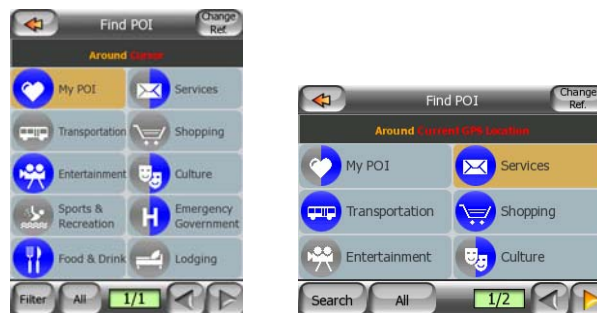 Find POI
Change
Ref.
Around Cursor
My POI
Services
Transportation
Shopping
Entertainment
Culture
Sports &
Recreation
Emergency
Government
Food & Drink
Lodging
Filter
All
1/1
Find POI
Change
Ref.
Around Current GPS Location
My POI
Services
Transportation
Shopping
Entertainment
Culture
Search
All
1/2